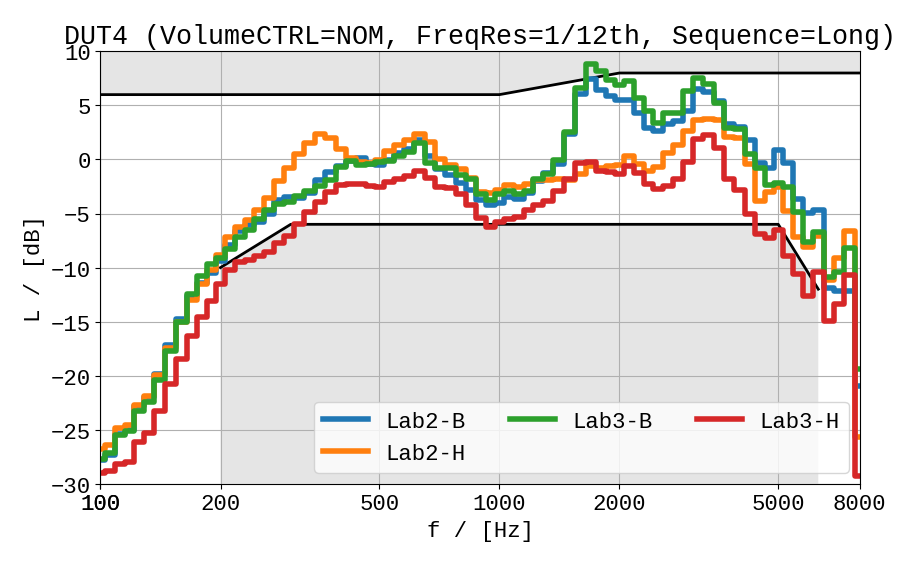 DUT4 (VolumeCTRL=NOM, FreqRes=1/12th, Sequence=Long)
10
5
0
−5
−10
−15
−20
−25
−30
L / [dB]
Lab2-B Lab3-B Lab3-H
Lab2-H
100 200 500 1000 2000 5000 8000
f / [Hz]